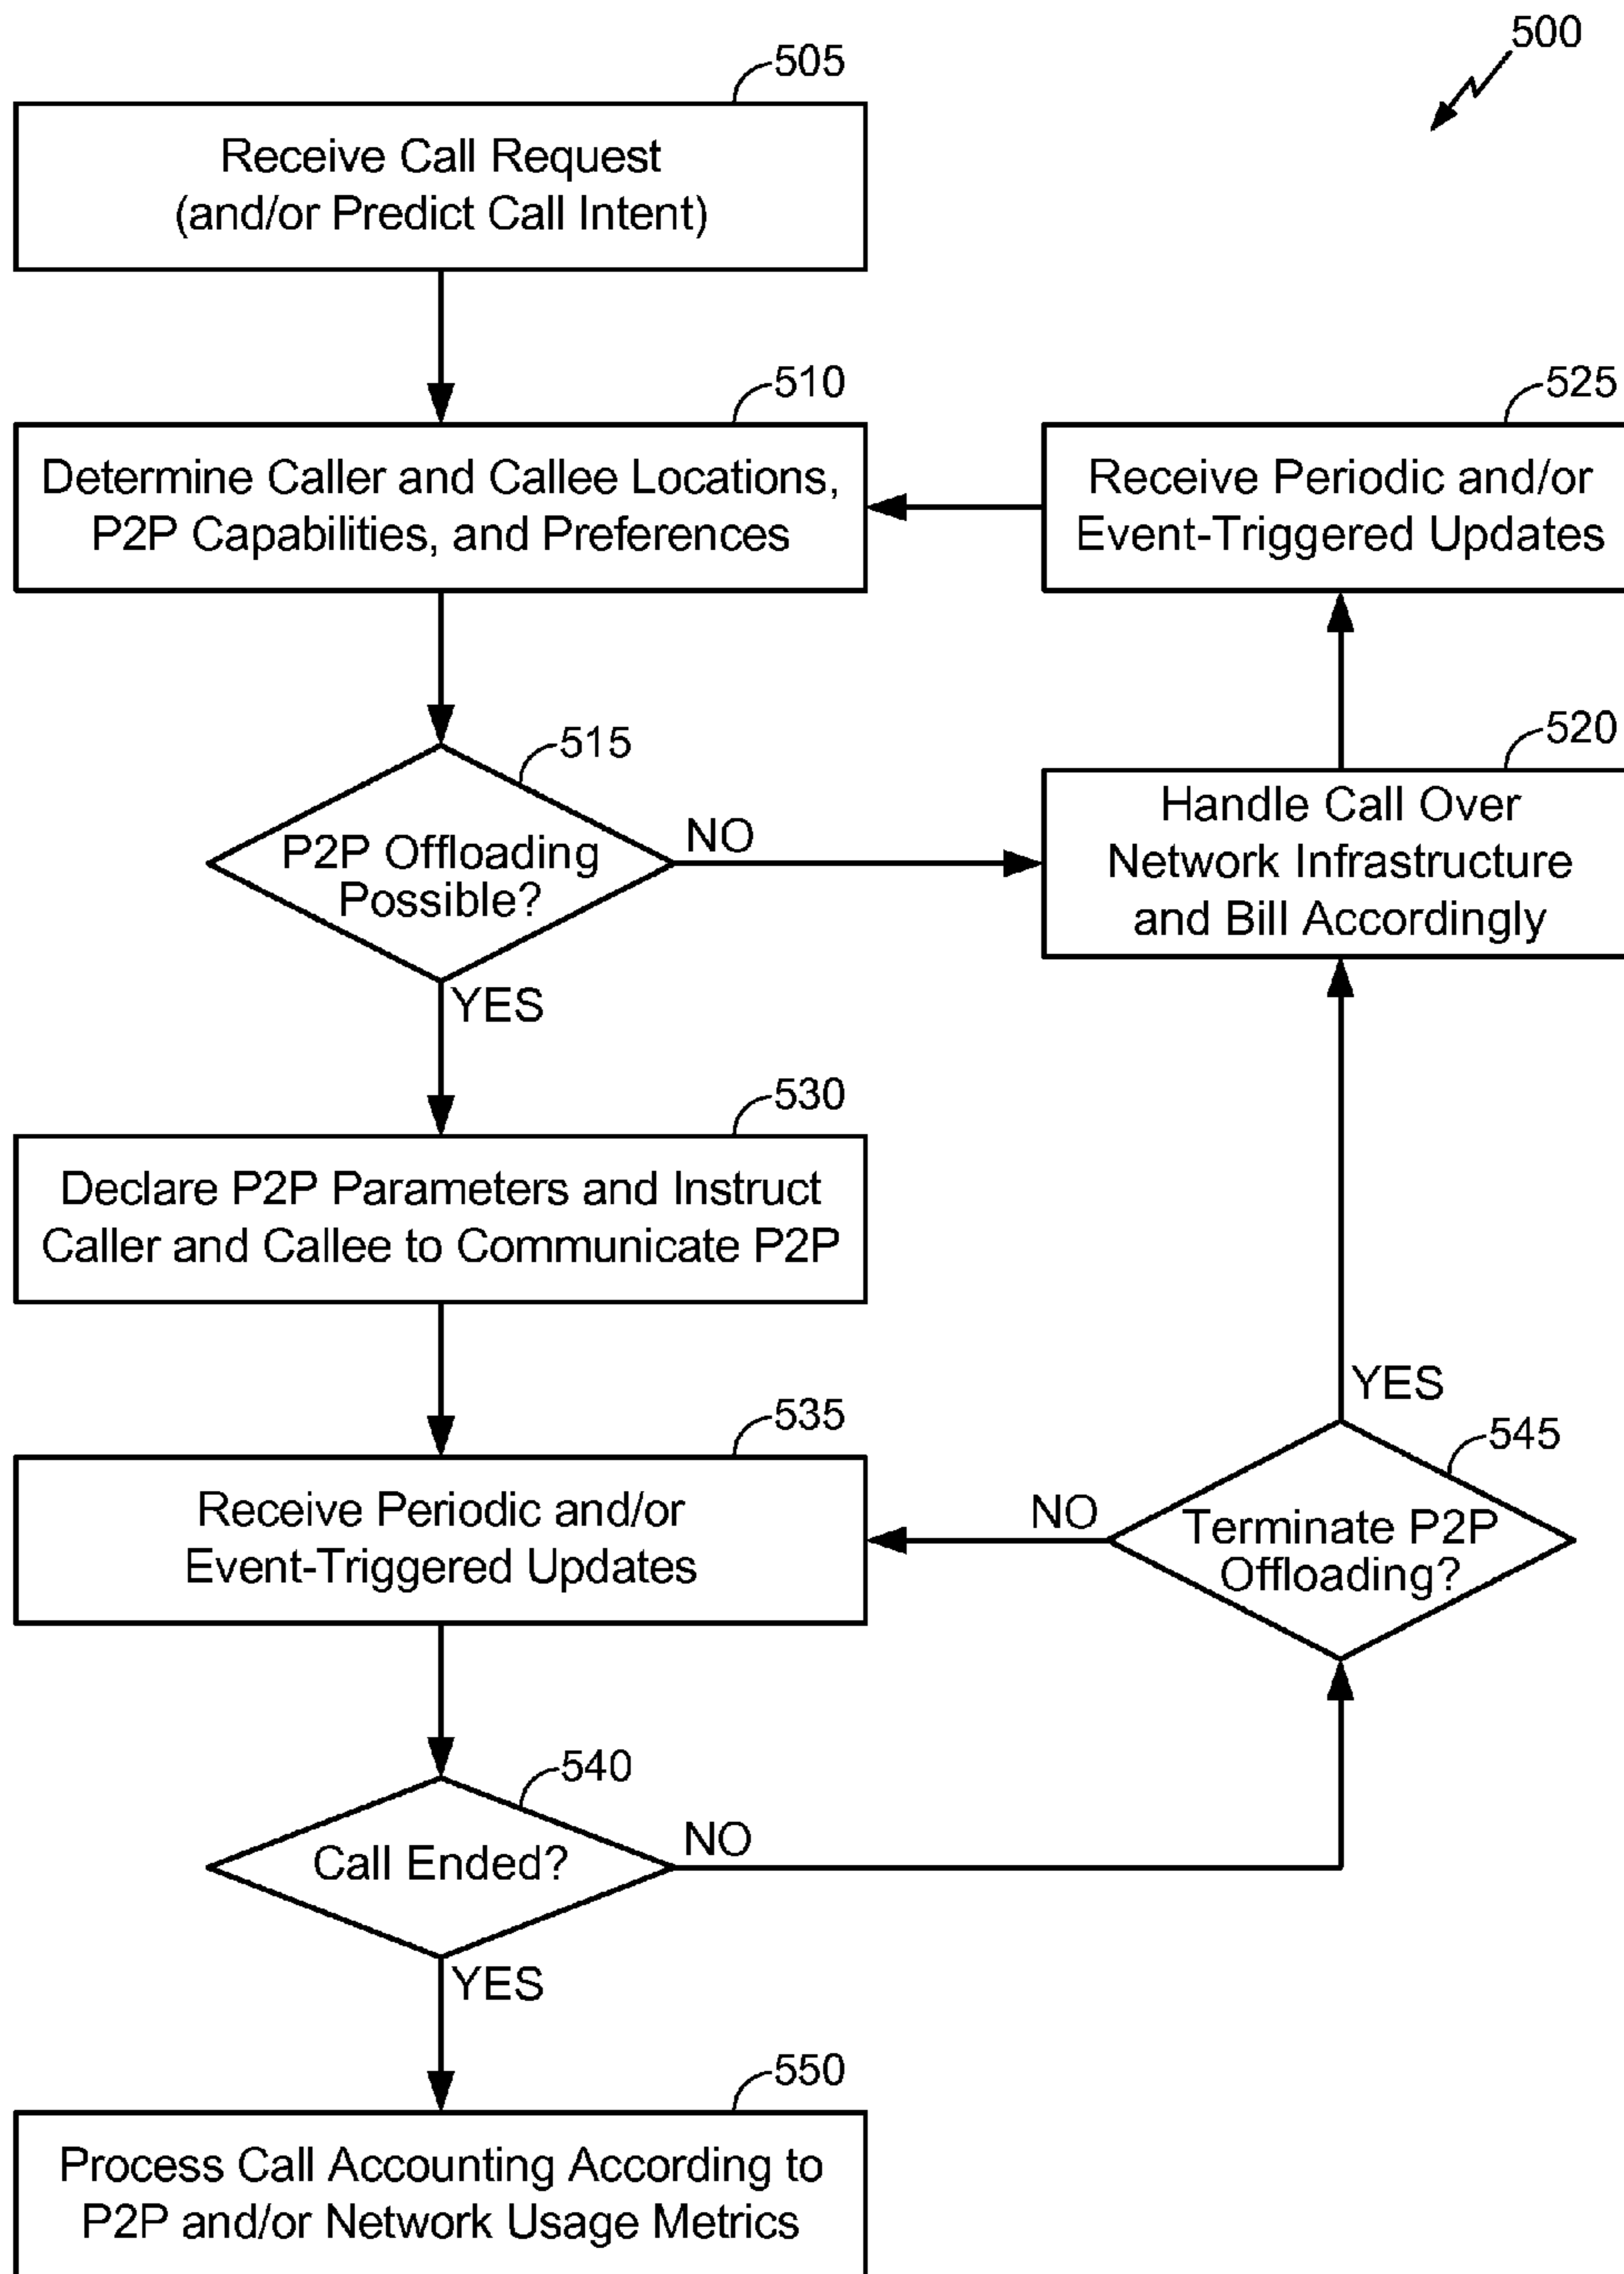 500
505
Receive Call Request
(and/or Predict Call Intent)
510
Determine Caller and Callee Locations,
P2P Capabilities, and Preferences
525
Receive Periodic and/or
Event-Triggered Updates
515
P2P Offloading
Possible?
NO
YES
520
Handle Call Over
Network Infrastructure
and Bill Accordingly
530
Declare P2P Parameters and Instruct
Caller and Callee to Communicate P2P
535
Receive Periodic and/or
Event-Triggered Updates
545
Terminate P2P
Offloading?
YES
NO
540
Call Ended?
NO
YES
550
Process Call Accounting According to
P2P and/or Network Usage Metrics